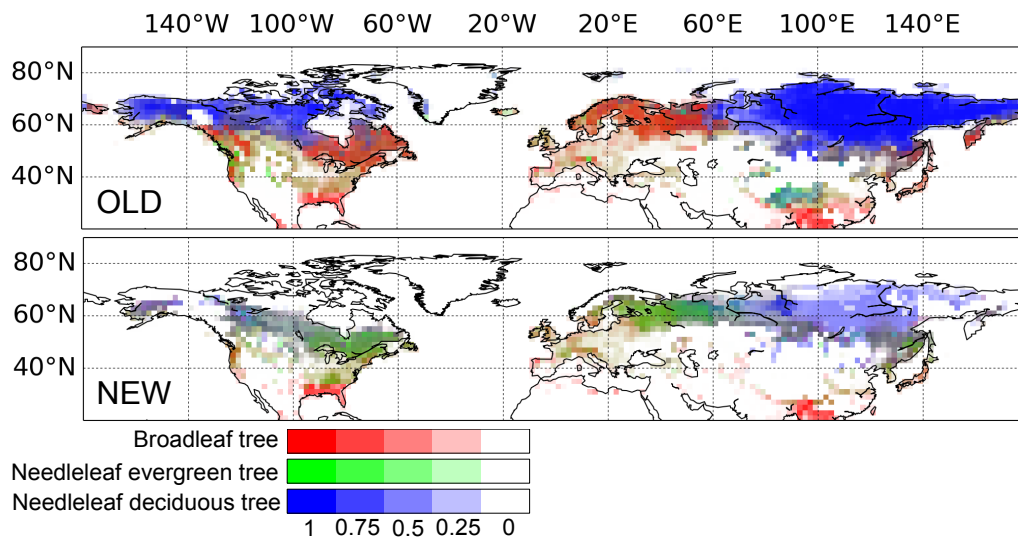 140°W 100°W 60°W 20°W 20°E 60°E 100°E 140°E
80°N
60°N
40°N
OLD
80°N
60°N
40°N
NEW
Broadleaf tree
Needleleaf evergreen tree
Needleleaf deciduous tree
1 0.75 0.5 0.25 0